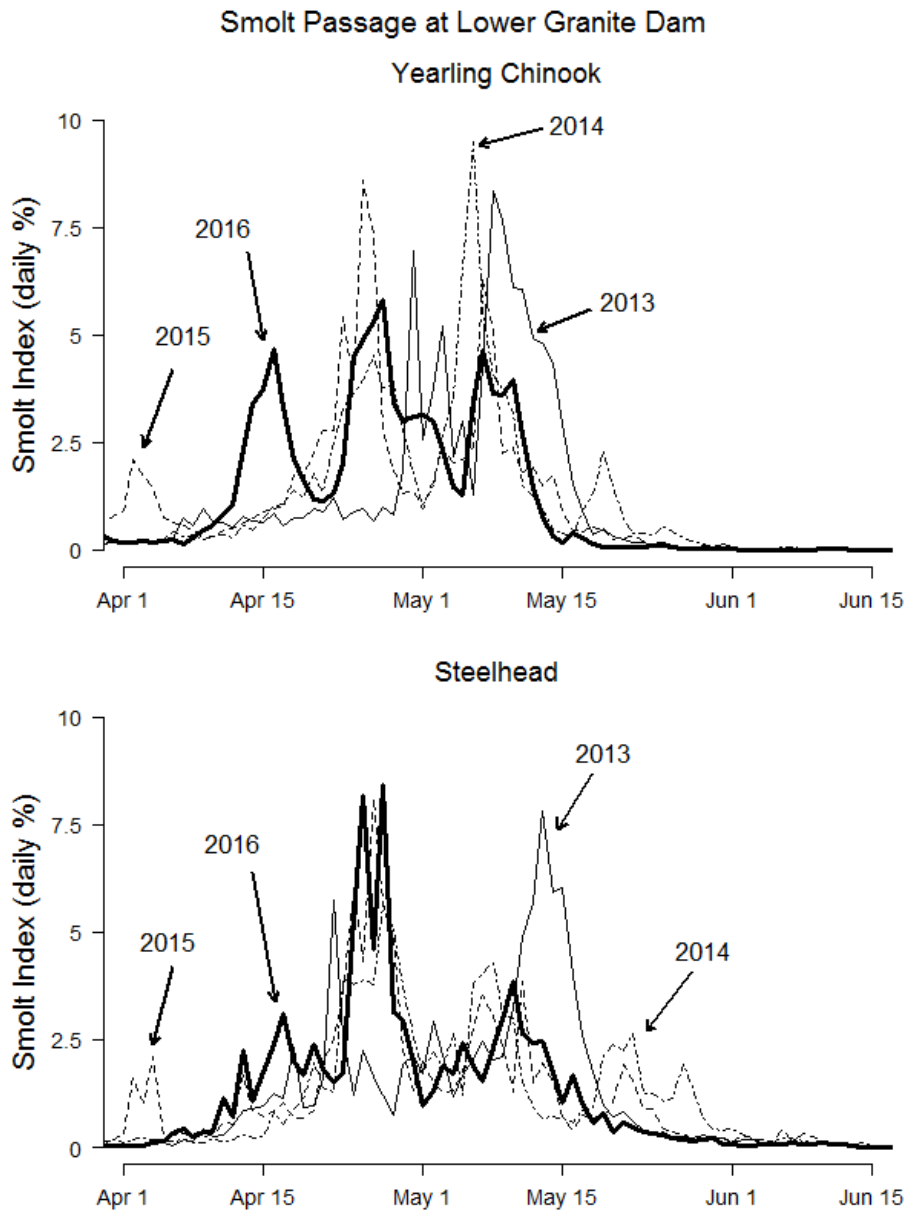 Smolt Passage at Lower Granite Dam
Yearling Chinook
Smolt Index (daily %)
10
7.5
5
2.5
0
2014
2016
2013
2015
Apr 1
Apr 15
May 1
May 15
Jun 1
Jun 15
Steelhead
Smolt Index (daily %)
10
7.5
5
2.5
0
2013
2016
2015
2014
Apr 1
Apr 15
May 1
May 15
Jun 1
Jun 15